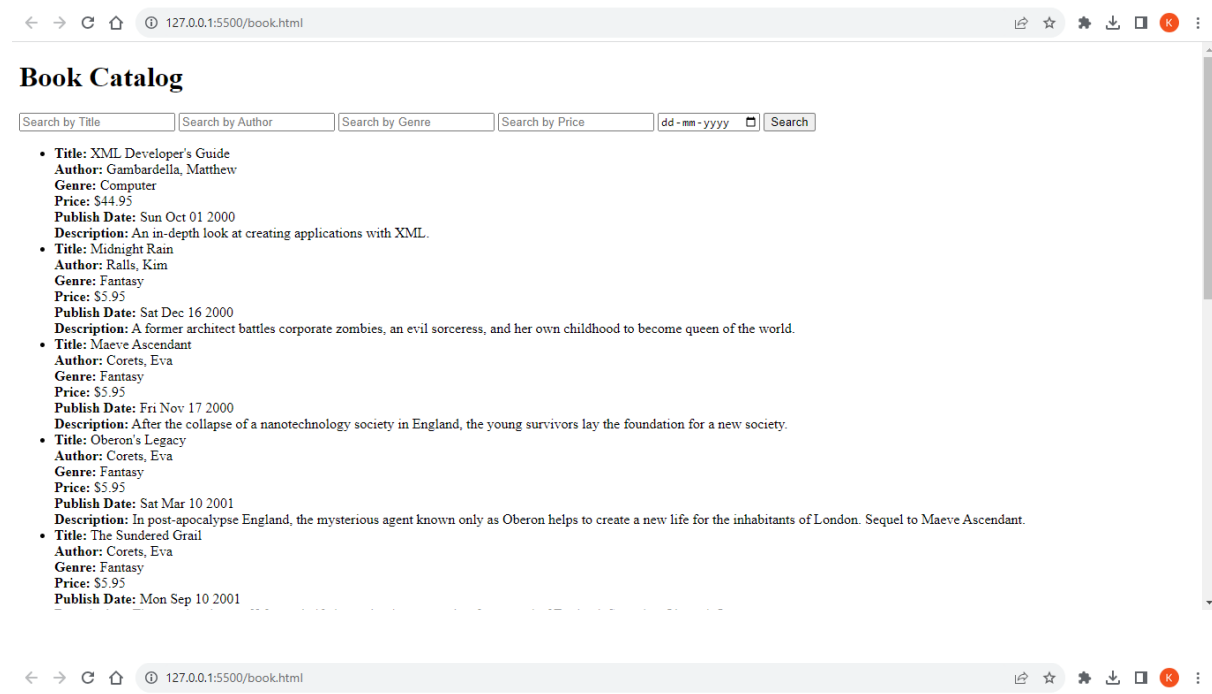 127.0.0.1:5500/book.html
K
Book Catalog
Search by Title Search by Author Search by Genre Search by Price dd-mm-yyyy Search
Title: XML Developer's Guide
Author: Gambardella, Matthew
Genre: Computer
Price: $44.95
Publish Date: Sun Oct 01 2000
Description: An in-depth look at creating applications with XML.
Title: Midnight Rain
Author: Ralls, Kim
Genre: Fantasy
Price: $5.95
Publish Date: Sat Dec 16 2000
Description: A former architect battles corporate zombies, an evil sorceress, and her own childhood to become queen of the world.
Title: Maeve Ascendant
Author: Corets, Eva
Genre: Fantasy
Price: $5.95
Publish Date: Fri Nov 17 2000
Description: After the collapse of a nanotechnology society in England, the young survivors lay the foundation for a new society.
Title: Oberon's Legacy
Author: Corets, Eva
Genre: Fantasy
Price: $5.95
Publish Date: Sat Mar 10 2001
Description: In post-apocalypse England, the mysterious agent known only as Oberon helps to create a new life for the inhabitants of London. Sequel to Maeve Ascendant.
Title: The Sundered Grail
Author: Corets, Eva
Genre: Fantasy
Price: $5.95
Publish Date: Mon Sep 10 2001
127.0.0.1:5500/book.html
K